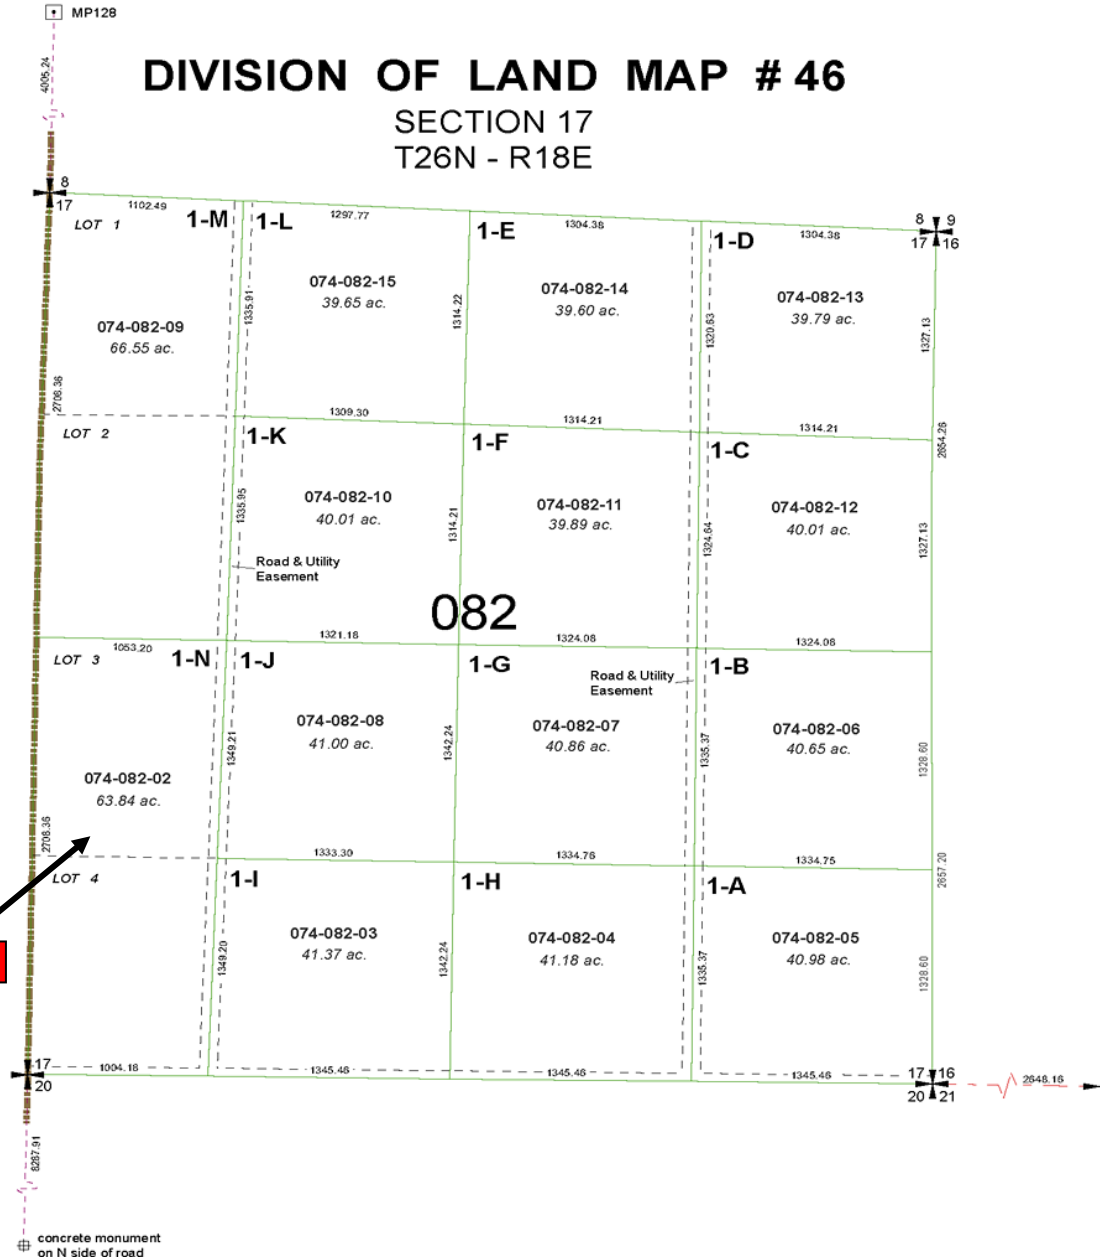 MP128
4005.24
DIVISION OF LAND MAP # 46
SECTION 17
T26N - R18E
8
17
LOT 1
1102.49
1-M
1-L
1297.77
1-E
1304.38
1-D
1304.38
8 9
17 16
074-082-15
39.65 ac.
074-082-14
39.60 ac.
074-082-13
39.79 ac.
074-082-09
66.55 ac.
1335.91
1314.22
1320.63
1327.13
2708.36
LOT 2
1309.30
1314.21
1314.21
1-K
1-F
1-C
2654.26
074-082-10
40.01 ac.
074-082-11
39.89 ac.
074-082-12
40.01 ac.
1335.95
1314.21
1324.64
1327.13
Road & Utility
Easement
082
1053.20
1321.18
1324.08
1324.08
LOT 3
1-N
1-J
1-G
1-B
Road & Utility
Easement
074-082-08
41.00 ac.
074-082-07
40.86 ac.
074-082-06
40.65 ac.
1349.21
1342.24
1335.37
1328.60
074-082-02
63.84 ac.
2708.36
1333.30
1334.76
1334.75
LOT 4
1-I
1-H
1-A
2657.20
074-082-03
41.37 ac.
074-082-04
41.18 ac.
074-082-05
40.98 ac.
1349.20
1342.24
1335.37
1328.60
17
20
1004.18
1345.46
1345.46
1345.46
17 16
20 21
2648.16
8287.91
concrete monument
on N side of road